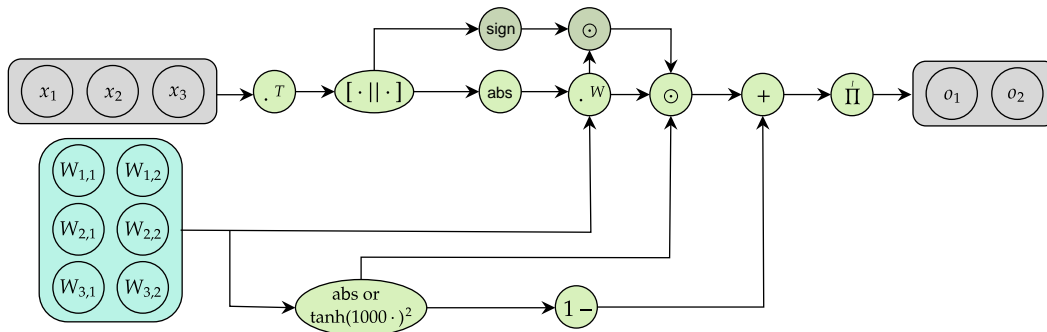 sign ⊙
x₁ x₂ x₃ . ᵀ [ · || · ] abs . ᵂ ⊙ + ∏ᵢ o₁ o₂
W₁,₁ W₁,₂
W₂,₁ W₂,₂
W₃,₁ W₃,₂
abs or
tanh(1000 · )² 1 −